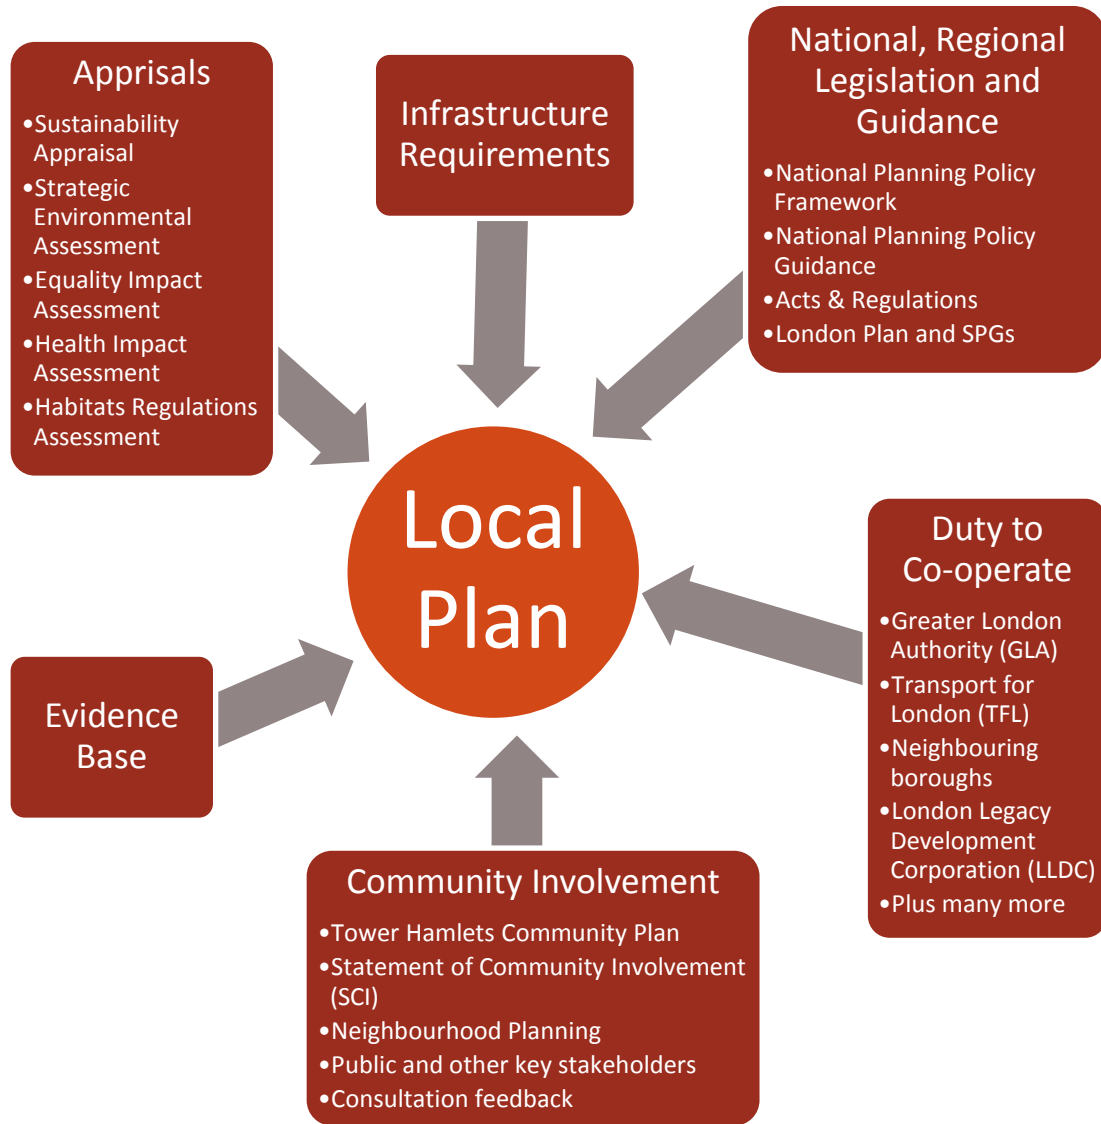 Apprisals
•Sustainability
Appraisal
•Strategic
Environmental
Assessment
•Equality Impact
Assessment
•Health Impact
Assessment
•Habitats Regulations
Assessment
Infrastructure
Requirements
National, Regional
Legislation and
Guidance
•National Planning Policy
Framework
•National Planning Policy
Guidance
•Acts & Regulations
•London Plan and SPGs
Local
Plan
Duty to
Co-operate
•Greater London
Authority (GLA)
•Transport for
London (TFL)
•Neighbouring
boroughs
•London Legacy
Development
Corporation (LLDC)
•Plus many more
Evidence
Base
Community Involvement
•Tower Hamlets Community Plan
•Statement of Community Involvement
(SCI)
•Neighbourhood Planning
•Public and other key stakeholders
•Consultation feedback